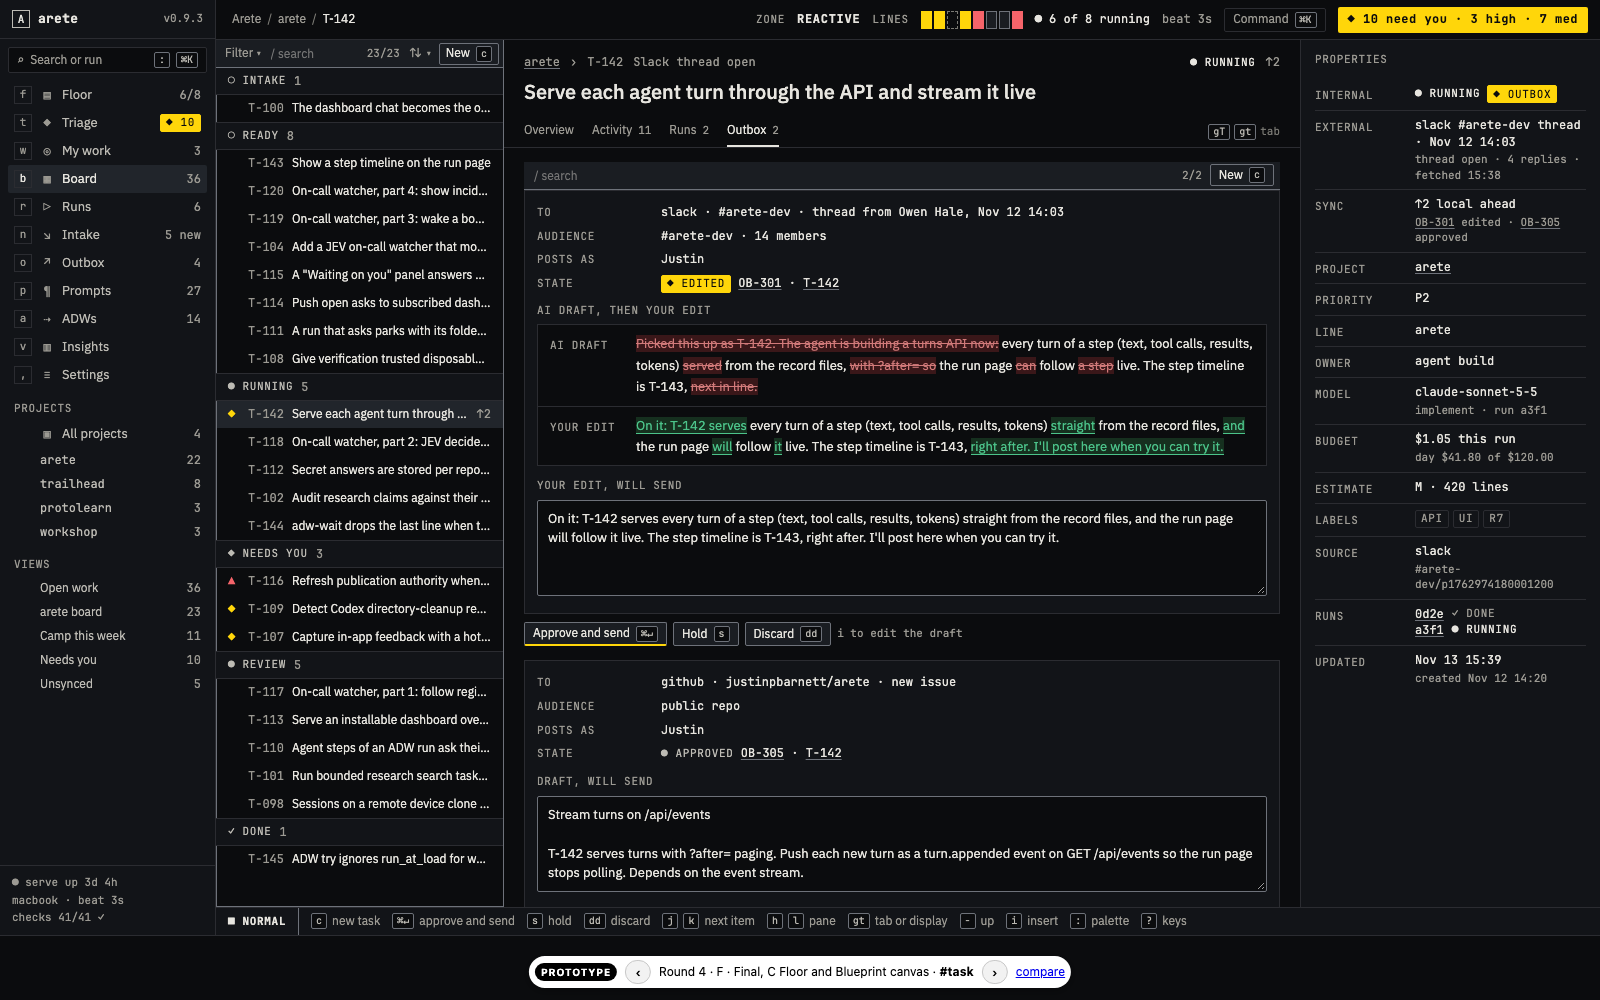 A arete v0.9.3
Arete / arete / T-142
ZONE REACTIVE LINES 6 of 8 running beat 3s Command ⌘K ◆ 10 need you · 3 high · 7 med
Search or run : ⌘K
f Floor 6/8
t Triage ◆ 10
w My work 3
b Board 36
r Runs 6
n Intake 5 new
o Outbox 4
p Prompts 27
a ADWs 14
v Insights
, Settings
PROJECTS
All projects 4
arete 22
trailhead 8
protolearn 3
workshop 3
VIEWS
Open work 36
arete board 23
Camp this week 11
Needs you 10
Unsynced 5
● serve up 3d 4h
macbook · beat 3s
checks 41/41 ✓
Filter ▾ / search 23/23 ↑↓ ▾ New c
○ INTAKE 1
T-100 The dashboard chat becomes the o...
○ READY 8
T-143 Show a step timeline on the run page
T-120 On-call watcher, part 4: show incid...
T-119 On-call watcher, part 3: wake a bo...
T-104 Add a JEV on-call watcher that mo...
T-115 A "Waiting on you" panel answers ...
T-114 Push open asks to subscribed dash...
T-111 A run that asks parks with its folde...
T-108 Give verification trusted disposabl...
● RUNNING 5
◆ T-142 Serve each agent turn through ... ↑2
T-118 On-call watcher, part 2: JEV decide...
T-112 Secret answers are stored per repo...
T-102 Audit research claims against their ...
T-144 adw-wait drops the last line when t...
◆ NEEDS YOU 3
▲ T-116 Refresh publication authority when...
◆ T-109 Detect Codex directory-cleanup re...
◆ T-107 Capture in-app feedback with a hot...
● REVIEW 5
T-117 On-call watcher, part 1: follow regi...
T-113 Serve an installable dashboard ove...
T-110 Agent steps of an ADW run ask thei...
T-101 Run bounded research search task...
T-098 Sessions on a remote device clone ...
✓ DONE 1
T-145 ADW try ignores run_at_load for w...
arete › T-142 Slack thread open ● RUNNING ↑2
Serve each agent turn through the API and stream it live
Overview Activity 11 Runs 2 Outbox 2 gT gt tab
/ search 2/2 New c
TO slack · #arete-dev · thread from Owen Hale, Nov 12 14:03
AUDIENCE #arete-dev · 14 members
POSTS AS Justin
STATE ◆ EDITED OB-301 · T-142
AI DRAFT, THEN YOUR EDIT
AI DRAFT Picked this up as T-142. The agent is building a turns API now: every turn of a step (text, tool calls, results,
tokens) served from the record files, with ?after= so the run page can follow a step live. The step timeline
is T-143, next in line.
YOUR EDIT On it: T-142 serves every turn of a step (text, tool calls, results, tokens) straight from the record files, and
the run page will follow it live. The step timeline is T-143, right after. I'll post here when you can try it.
YOUR EDIT, WILL SEND
On it: T-142 serves every turn of a step (text, tool calls, results, tokens) straight from the record files, and the run page
will follow it live. The step timeline is T-143, right after. I'll post here when you can try it.
Approve and send ⌘↵ Hold s Discard dd i to edit the draft
TO github · justinpbarnett/arete · new issue
AUDIENCE public repo
POSTS AS Justin
STATE ● APPROVED OB-305 · T-142
DRAFT, WILL SEND
Stream turns on /api/events
T-142 serves turns with ?after= paging. Push each new turn as a turn.appended event on GET /api/events so the run page
stops polling. Depends on the event stream.
PROPERTIES
INTERNAL ● RUNNING ◆ OUTBOX
EXTERNAL slack #arete-dev thread
· Nov 12 14:03
thread open · 4 replies ·
fetched 15:38
SYNC ↑2 local ahead
OB-301 edited · OB-305
approved
PROJECT arete
PRIORITY P2
LINE arete
OWNER agent build
MODEL claude-sonnet-5-5
implement · run a3f1
BUDGET $1.05 this run
day $41.80 of $120.00
ESTIMATE M · 420 lines
LABELS API UI R7
SOURCE slack
#arete-
dev/p1762974180001200
RUNS 0d2e ✓ DONE
a3f1 ● RUNNING
UPDATED Nov 13 15:39
created Nov 12 14:20
■ NORMAL c new task ⌘↵ approve and send s hold dd discard j k next item h l pane gt tab or display - up i insert : palette ? keys
PROTOTYPE ‹ Round 4 · F · Final, C Floor and Blueprint canvas · #task › compare